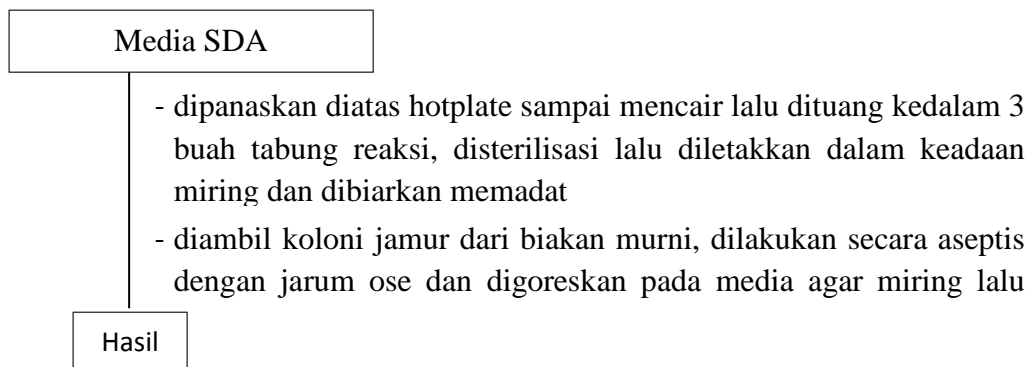 Media SDA
- dipanaskan diatas hotplate sampai mencair lalu dituang kedalam 3
buah tabung reaksi, disterilisasi lalu diletakkan dalam keadaan
miring dan dibiarkan memadat
- diambil koloni jamur dari biakan murni, dilakukan secara aseptis
dengan jarum ose dan digoreskan pada media agar miring lalu
Hasil